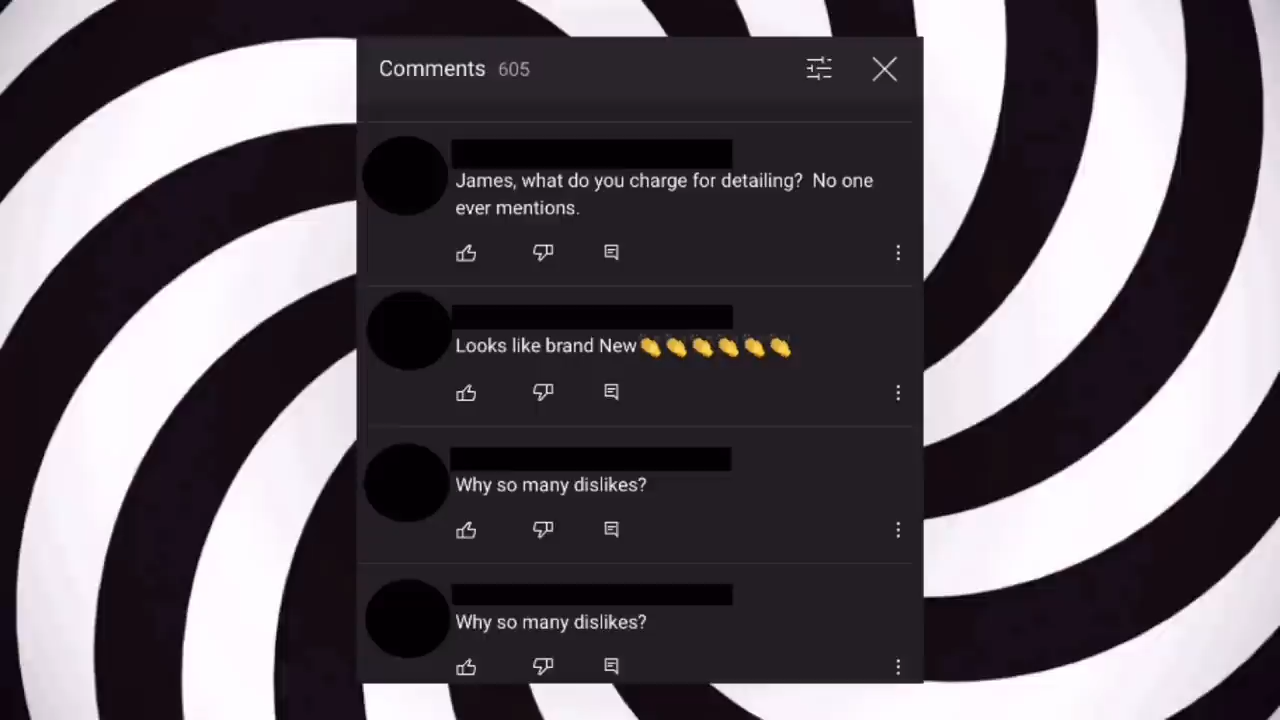 Comments 605
James, what do you charge for detailing? No one
ever mentions.
Looks like brand New👏👏👏👏👏👏
Why so many dislikes?
Why so many dislikes?